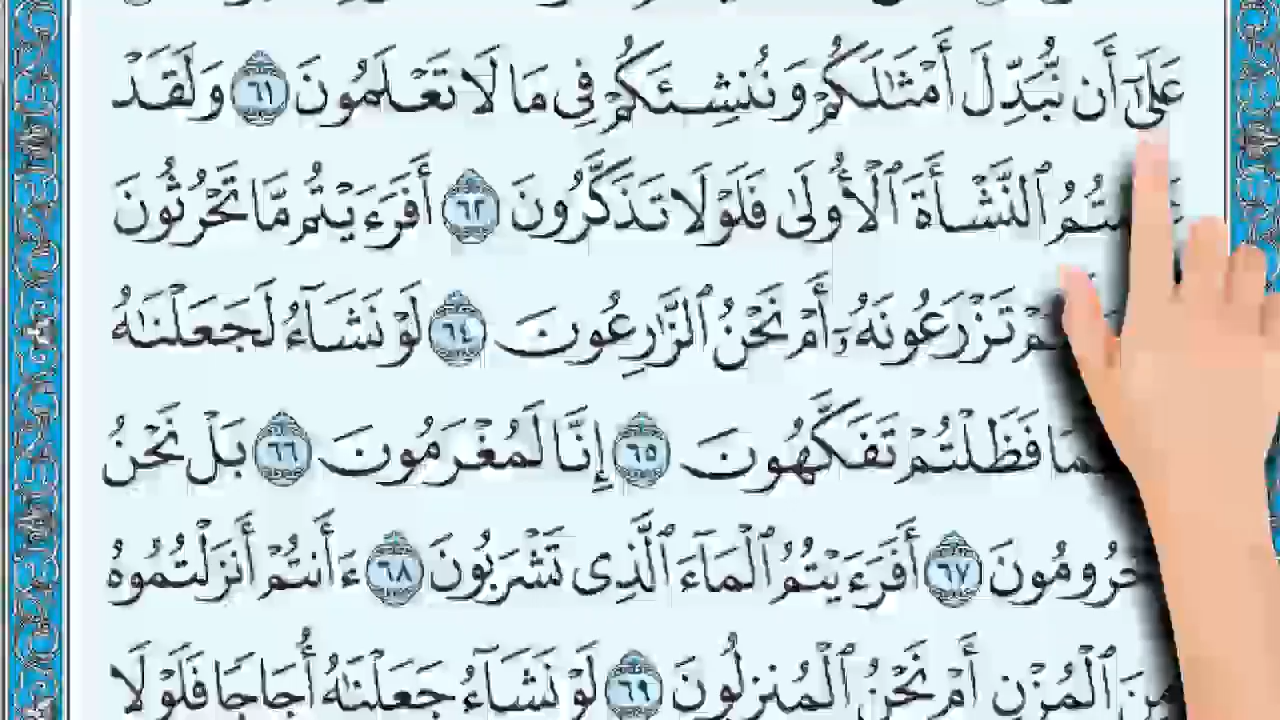 عَلَىٰٓ أَن نُّبَدِّلَ أَمْثَٰلَكُمْ وَنُنشِئَكُمْ فِى مَا لَا تَعْلَمُونَ ٦١ وَلَقَدْ
ٱلنَّشْأَةَ ٱلْأُولَىٰ فَلَوْلَا تَذَكَّرُونَ ٦٢ أَفَرَءَيْتُم مَّا تَحْرُثُونَ
تَزْرَعُونَهُۥٓ أَمْ نَحْنُ ٱلزَّٰرِعُونَ ٦٤ لَوْ نَشَآءُ لَجَعَلْنَٰهُ
فَظَلْتُمْ تَفَكَّهُونَ ٦٥ إِنَّا لَمُغْرَمُونَ ٦٦ بَلْ نَحْنُ
٦٧ أَفَرَءَيْتُمُ ٱلْمَآءَ ٱلَّذِى تَشْرَبُونَ ٦٨ ءَأَنتُمْ أَنزَلْتُمُوهُ
مِنَ ٱلْمُزْنِ أَمْ نَحْنُ ٱلْمُنزِلُونَ ٦٩ لَوْ نَشَآءُ جَعَلْنَٰهُ أُجَاجًا فَلَوْلَا